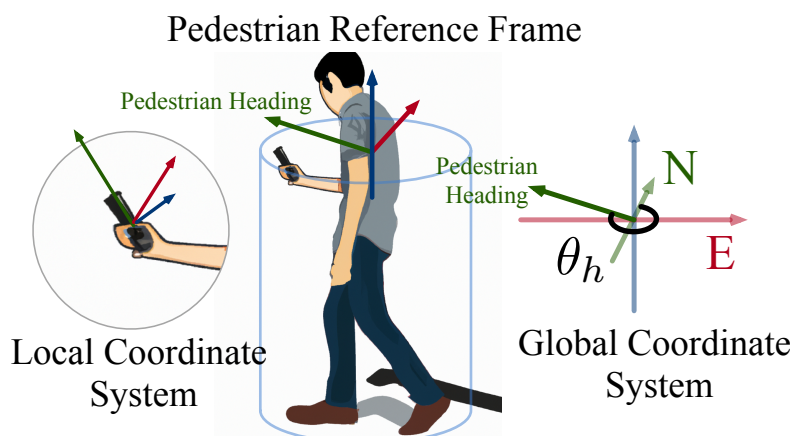 Pedestrian Reference Frame
Pedestrian Heading
Pedestrian
Heading
N
E
θₕ
Local Coordinate
System
Global Coordinate
System